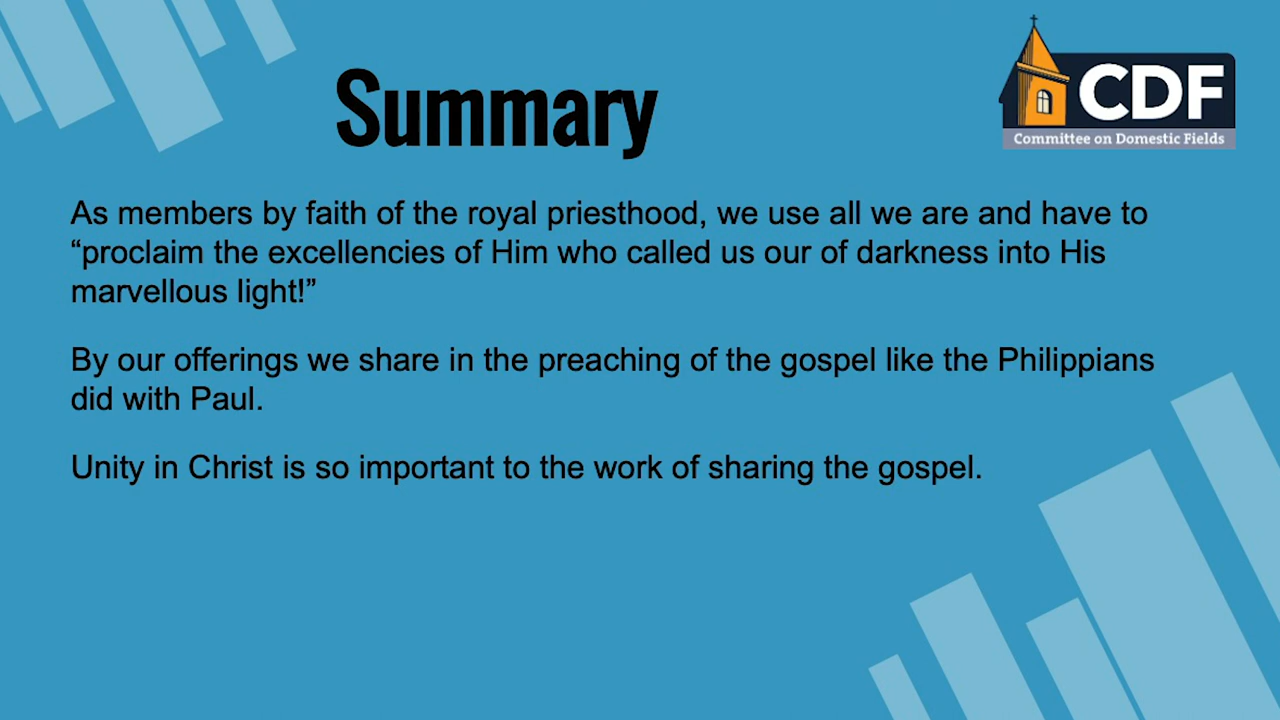 CDF
Committee on Domestic Fields
Summary
As members by faith of the royal priesthood, we use all we are and have to
“proclaim the excellencies of Him who called us our of darkness into His
marvellous light!”
By our offerings we share in the preaching of the gospel like the Philippians
did with Paul.
Unity in Christ is so important to the work of sharing the gospel.